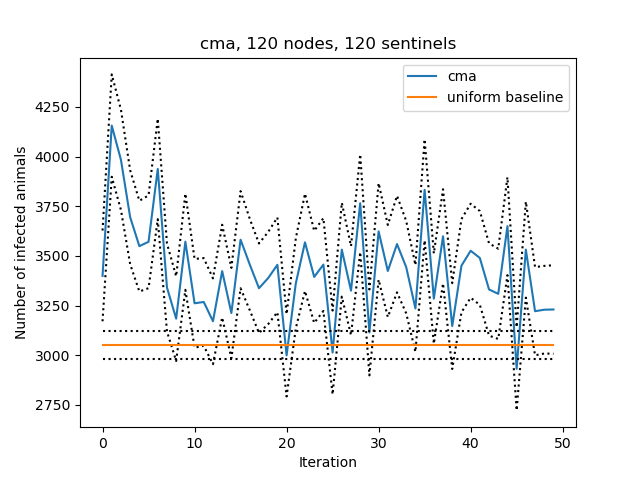 cma, 120 nodes, 120 sentinels
cma
uniform baseline
Number of infected animals
4250
4000
3750
3500
3250
3000
2750
0 10 20 30 40 50
Iteration